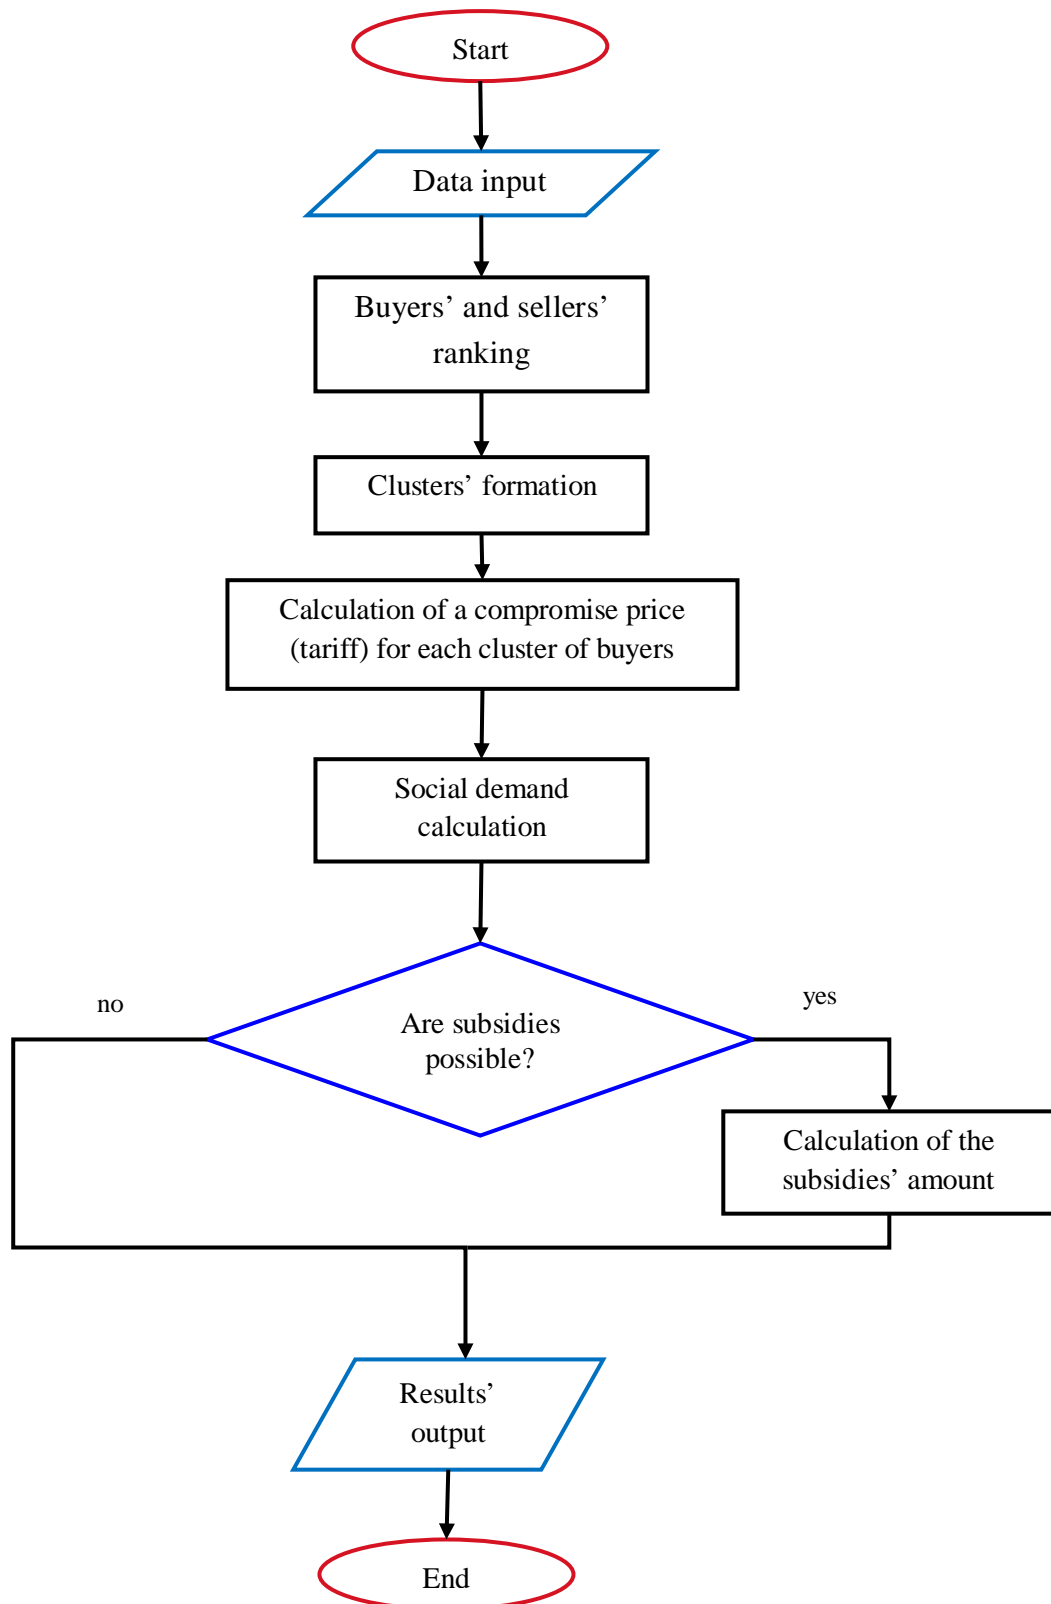 Start
Data input
Buyers’ and sellers’
ranking
Clusters’ formation
Calculation of a compromise price
(tariff) for each cluster of buyers
Social demand
calculation
no
yes
Are subsidies
possible?
Calculation of the
subsidies’ amount
Results’
output
End